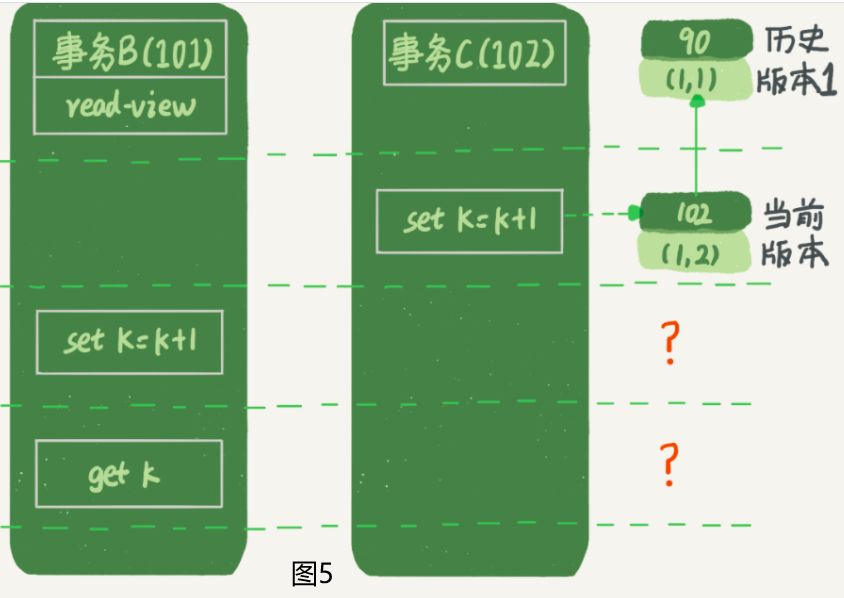 事务B(101)
read-view
事务C(102)
90
(1,1)
历史
版本1
set k=k+1
102
(1,2)
当前
版本
set k=k+1
?
get k
?
图5